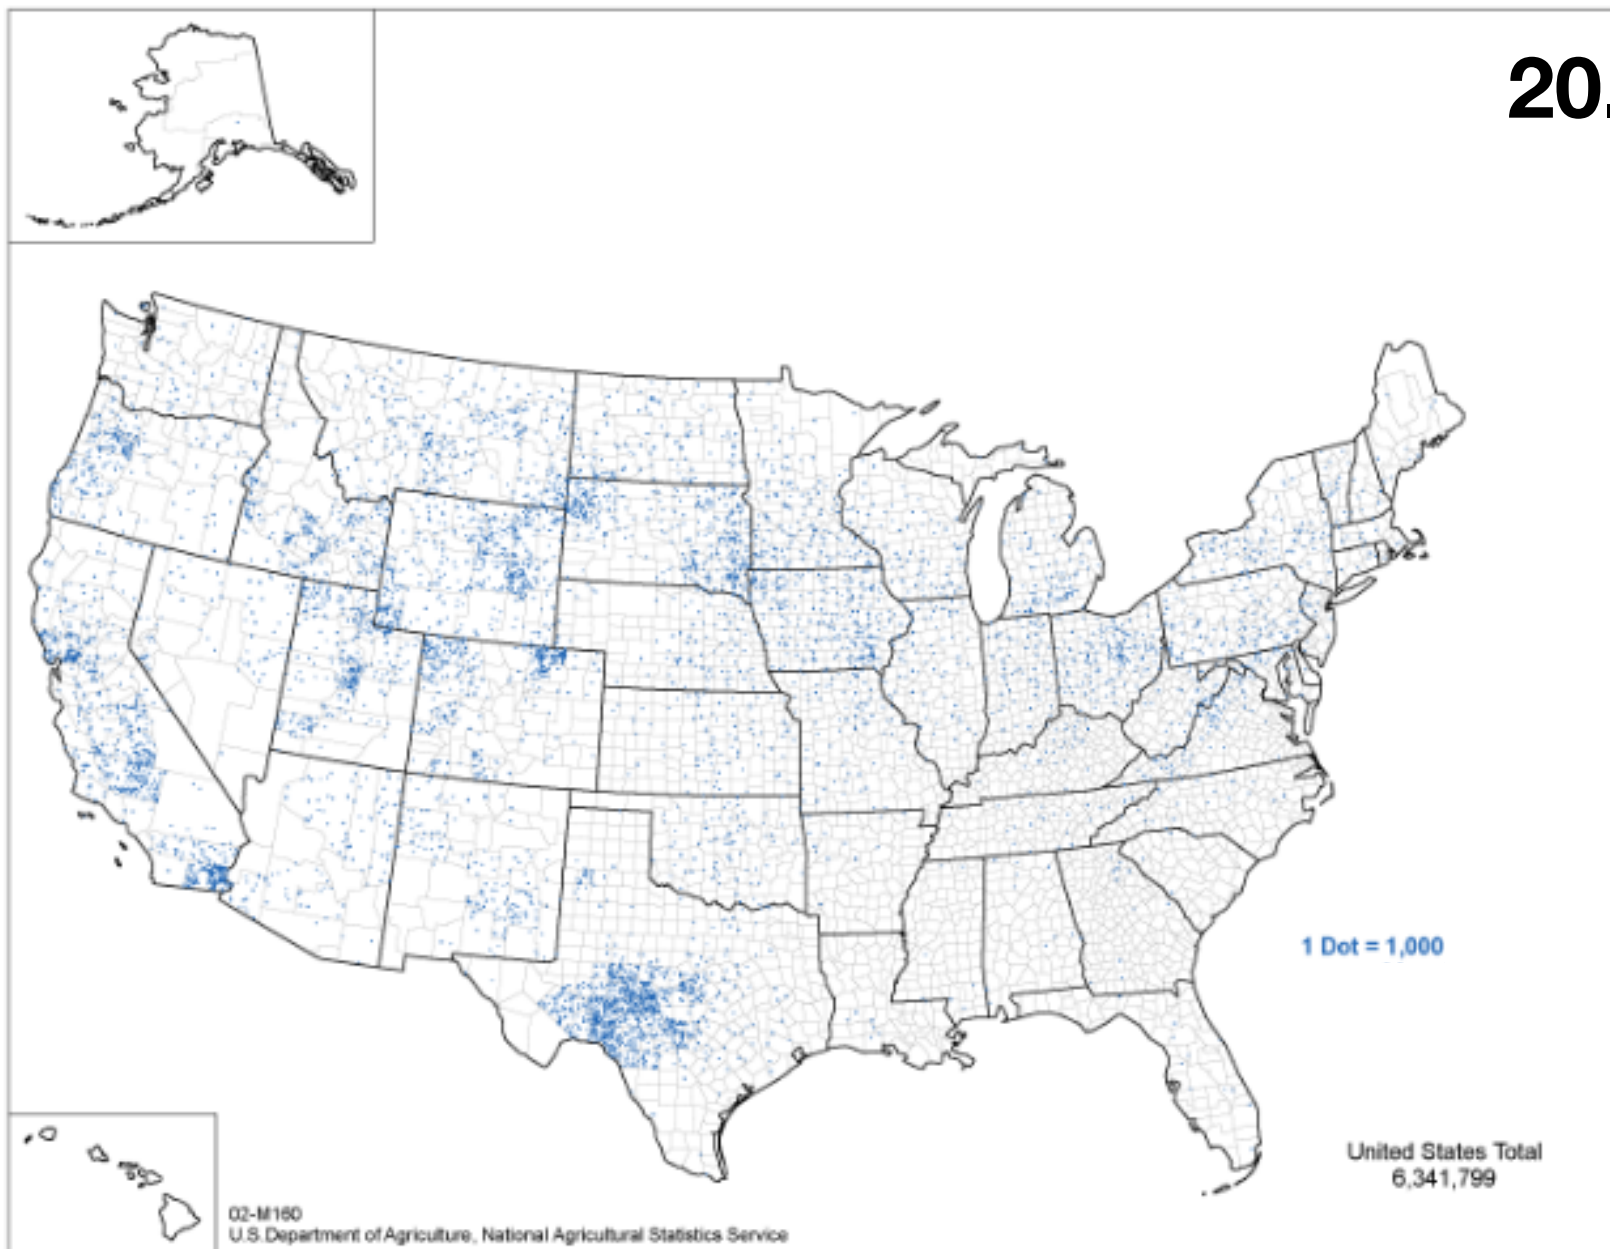 20.
1 Dot = 1,000
United States Total
6,341,799
02-M160
U.S. Department of Agriculture, National Agricultural Statistics Service